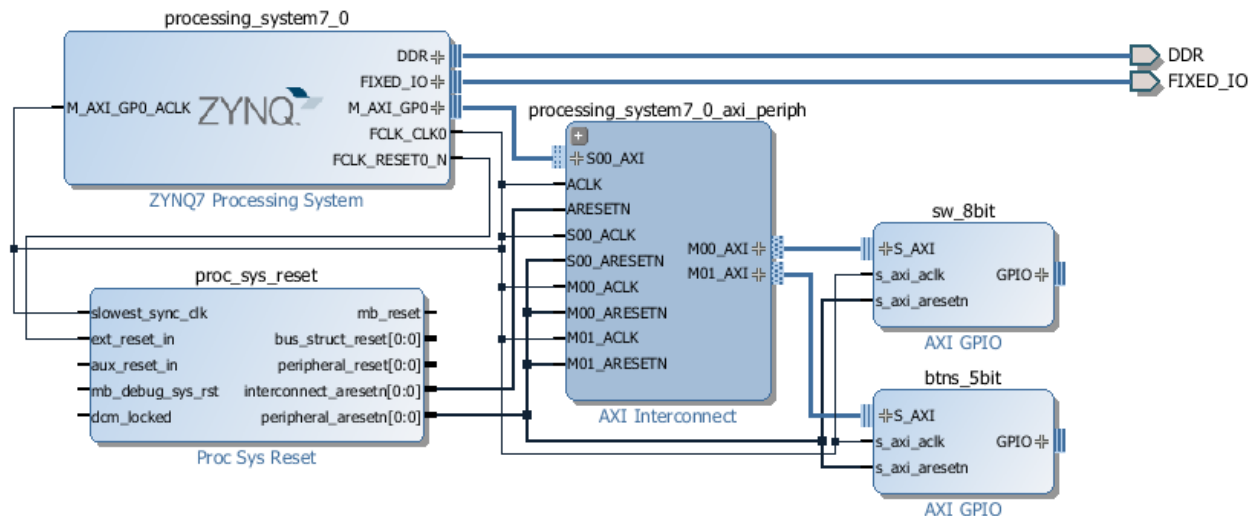 processing_system7_0
DDR
FIXED_IO
M_AXI_GP0_ACLK
ZYNQ
M_AXI_GP0
FCLK_CLK0
FCLK_RESET0_N
ZYNQ7 Processing System
DDR
FIXED_IO
processing_system7_0_axi_periph
S00_AXI
ACLK
ARESETN
S00_ACLK
S00_ARESETN
M00_ACLK
M00_ARESETN
M01_ACLK
M01_ARESETN
M00_AXI
M01_AXI
AXI Interconnect
proc_sys_reset
slowest_sync_clk
ext_reset_in
aux_reset_in
mb_debug_sys_rst
dcm_locked
mb_reset
bus_struct_reset[0:0]
peripheral_reset[0:0]
interconnect_aresetn[0:0]
peripheral_aresetn[0:0]
Proc Sys Reset
sw_8bit
S_AXI
s_axi_aclk
s_axi_aresetn
GPIO
AXI GPIO
btns_5bit
S_AXI
s_axi_aclk
s_axi_aresetn
GPIO
AXI GPIO